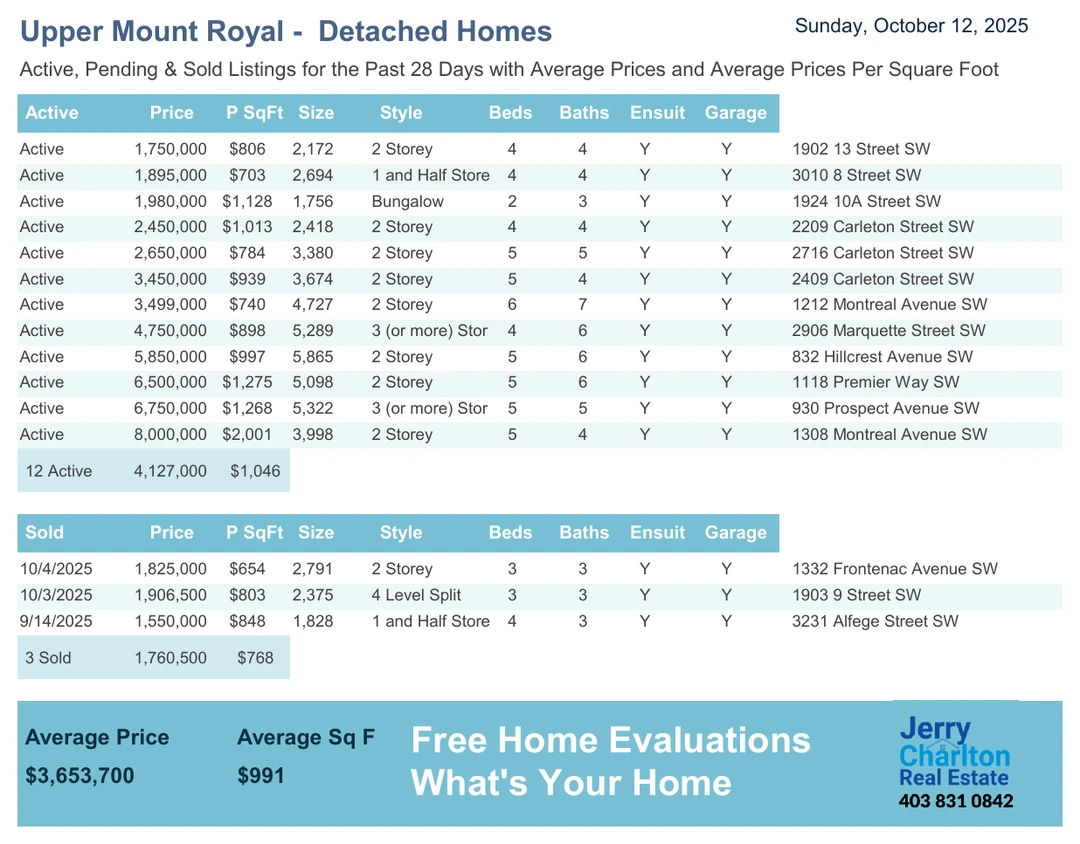 Upper Mount Royal - Detached Homes Sunday, October 12, 2025
Active, Pending & Sold Listings for the Past 28 Days with Average Prices and Average Prices Per Square Foot
Active Price P SqFt Size Style Beds Baths Ensuit Garage
Active 1,750,000 $806 2,172 2 Storey 4 4 Y Y 1902 13 Street SW
Active 1,895,000 $703 2,694 1 and Half Store 4 4 Y Y 3010 8 Street SW
Active 1,980,000 $1,128 1,756 Bungalow 2 3 Y Y 1924 10A Street SW
Active 2,450,000 $1,013 2,418 2 Storey 4 4 Y Y 2209 Carleton Street SW
Active 2,650,000 $784 3,380 2 Storey 5 5 Y Y 2716 Carleton Street SW
Active 3,450,000 $939 3,674 2 Storey 5 4 Y Y 2409 Carleton Street SW
Active 3,499,000 $740 4,727 2 Storey 6 7 Y Y 1212 Montreal Avenue SW
Active 4,750,000 $898 5,289 3 (or more) Stor 4 6 Y Y 2906 Marquette Street SW
Active 5,850,000 $997 5,865 2 Storey 5 6 Y Y 832 Hillcrest Avenue SW
Active 6,500,000 $1,275 5,098 2 Storey 5 6 Y Y 1118 Premier Way SW
Active 6,750,000 $1,268 5,322 3 (or more) Stor 5 5 Y Y 930 Prospect Avenue SW
Active 8,000,000 $2,001 3,998 2 Storey 5 4 Y Y 1308 Montreal Avenue SW
12 Active 4,127,000 $1,046
Sold Price P SqFt Size Style Beds Baths Ensuit Garage
10/4/2025 1,825,000 $654 2,791 2 Storey 3 3 Y Y 1332 Frontenac Avenue SW
10/3/2025 1,906,500 $803 2,375 4 Level Split 3 3 Y Y 1903 9 Street SW
9/14/2025 1,550,000 $848 1,828 1 and Half Store 4 3 Y Y 3231 Alfege Street SW
3 Sold 1,760,500 $768
Average Price Average Sq F
$3,653,700 $991
Free Home Evaluations
What's Your Home
Jerry
Charlton
Real Estate
403 831 0842